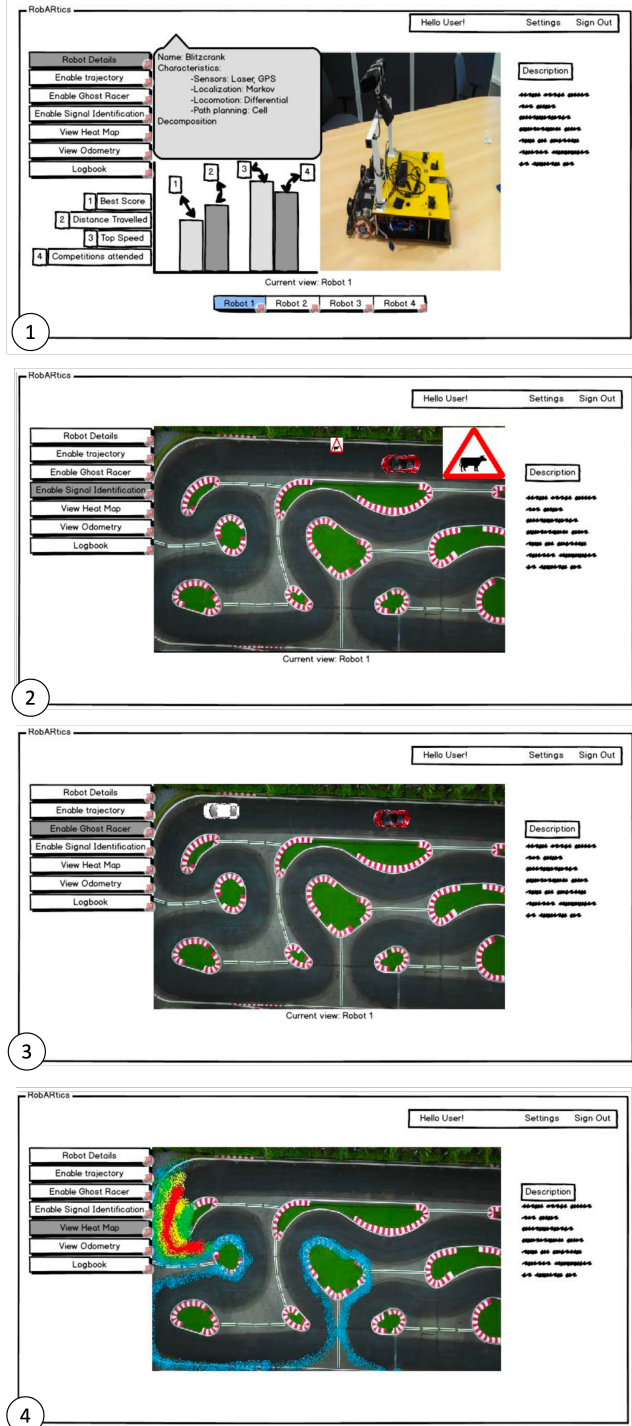 RobARtics
Hello User! Settings Sign Out
Robot Details
Enable trajectory
Enable Ghost Racer
Enable Signal Identification
View Heat Map
View Odometry
Logbook
1 Best Score
2 Distance Travelled
3 Top Speed
4 Competitions attended
Name: Blitzcrank
Characteristics:
-Sensors: Laser, GPS
-Localization: Markov
-Locomotion: Differential
-Path planning: Cell
Decomposition
1
2
3
4
Description
Current view: Robot 1
Robot 1 Robot 2 Robot 3 Robot 4
1
RobARtics
Hello User! Settings Sign Out
Robot Details
Enable trajectory
Enable Ghost Racer
Enable Signal Identification
View Heat Map
View Odometry
Logbook
Description
Current view: Robot 1
2
RobARtics
Hello User! Settings Sign Out
Robot Details
Enable trajectory
Enable Ghost Racer
Enable Signal Identification
View Heat Map
View Odometry
Logbook
Description
Current view: Robot 1
3
RobARtics
Hello User! Settings Sign Out
Robot Details
Enable trajectory
Enable Ghost Racer
Enable Signal Identification
View Heat Map
View Odometry
Logbook
Description
4